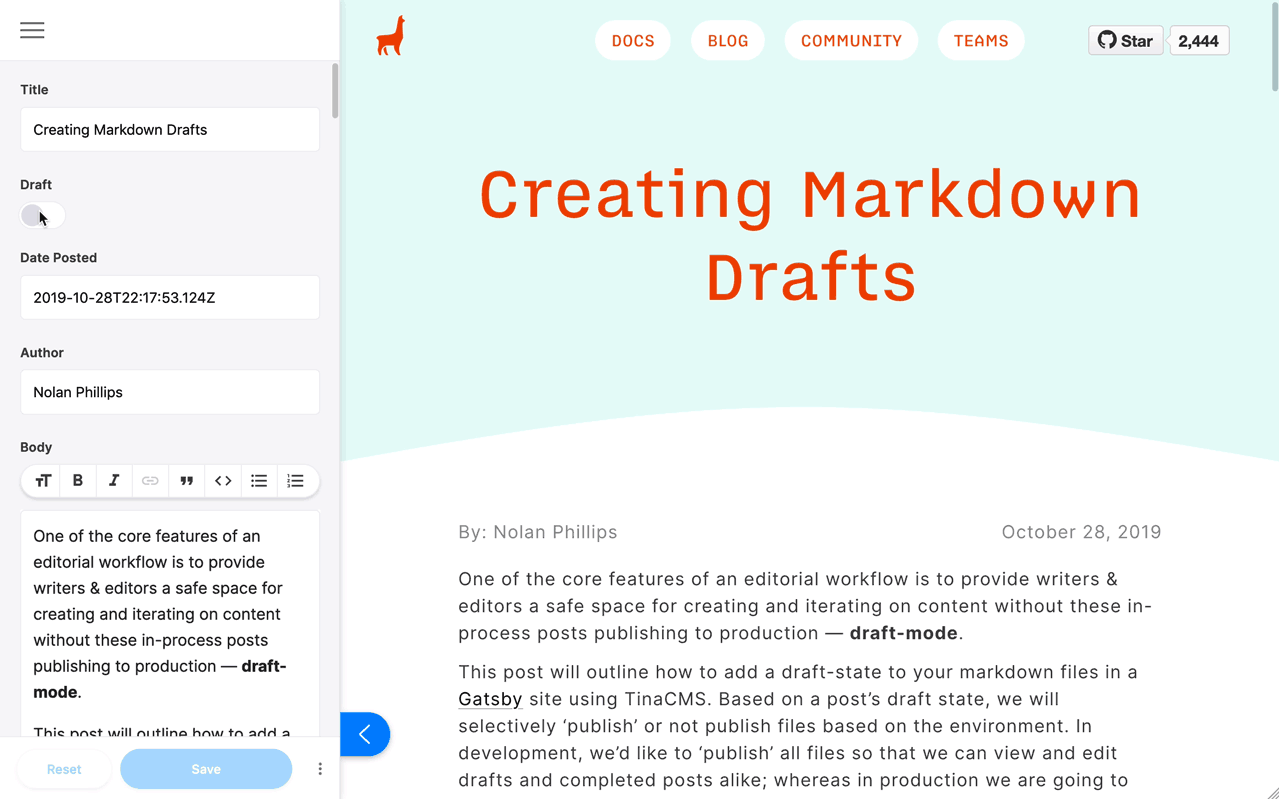 Title
Creating Markdown Drafts
Draft
Date Posted
2019-10-28T22:17:53.124Z
Author
Nolan Phillips
Body
TT B I
One of the core features of an
editorial workflow is to provide
writers & editors a safe space for
creating and iterating on content
without these in-process posts
publishing to production — draft-
mode.
This post will outline how to add a
Reset
Save
DOCS
BLOG
COMMUNITY
TEAMS
Star
2,444
Creating Markdown
Drafts
By: Nolan Phillips
October 28, 2019
One of the core features of an editorial workflow is to provide writers &
editors a safe space for creating and iterating on content without these in-
process posts publishing to production — draft-mode.
This post will outline how to add a draft-state to your markdown files in a
Gatsby site using TinaCMS. Based on a post’s draft state, we will
selectively ‘publish’ or not publish files based on the environment. In
development, we’d like to ‘publish’ all files so that we can view and edit
drafts and completed posts alike; whereas in production we are going to